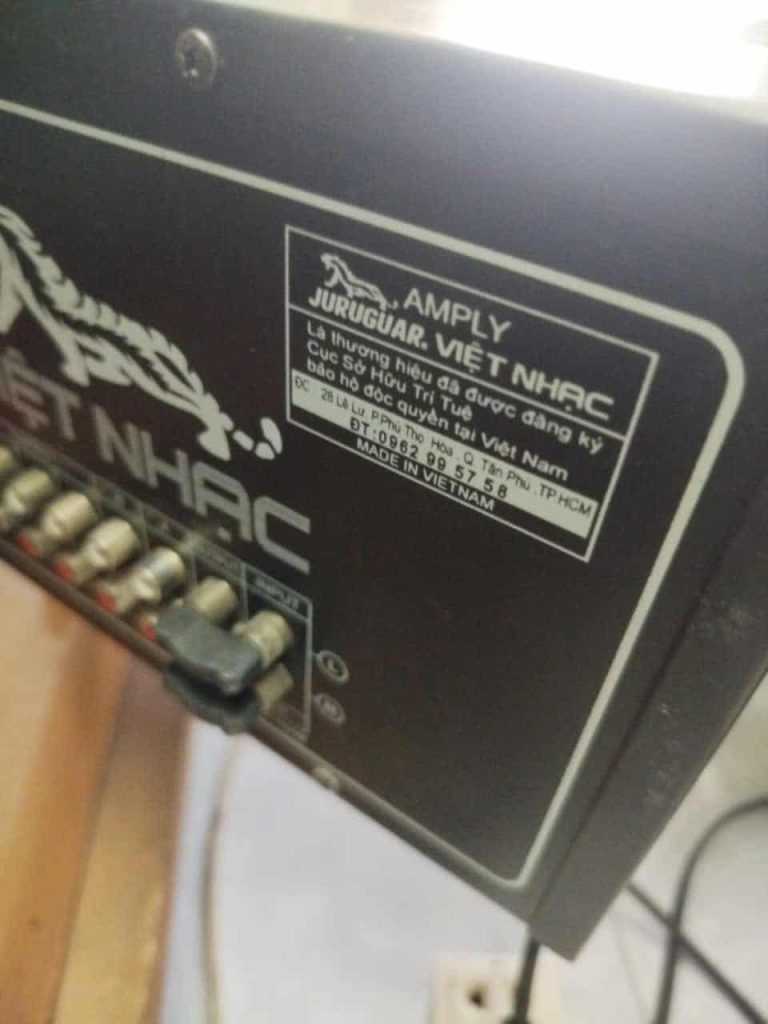 AMPLY
JURUGUAR. VIỆT NHẠC
Là thương hiệu đã được đăng ký
Cục Sở Hữu Trí Tuệ
bảo hộ độc quyền tại Việt Nam
ĐC : 28 Lê Lư, P.Phú Thọ Hòa, Q. Tân Phú, TP HCM
ĐT:0962 99 57 58
MADE IN VIETNAM
IỆT NHẠC
INPUT
L
R